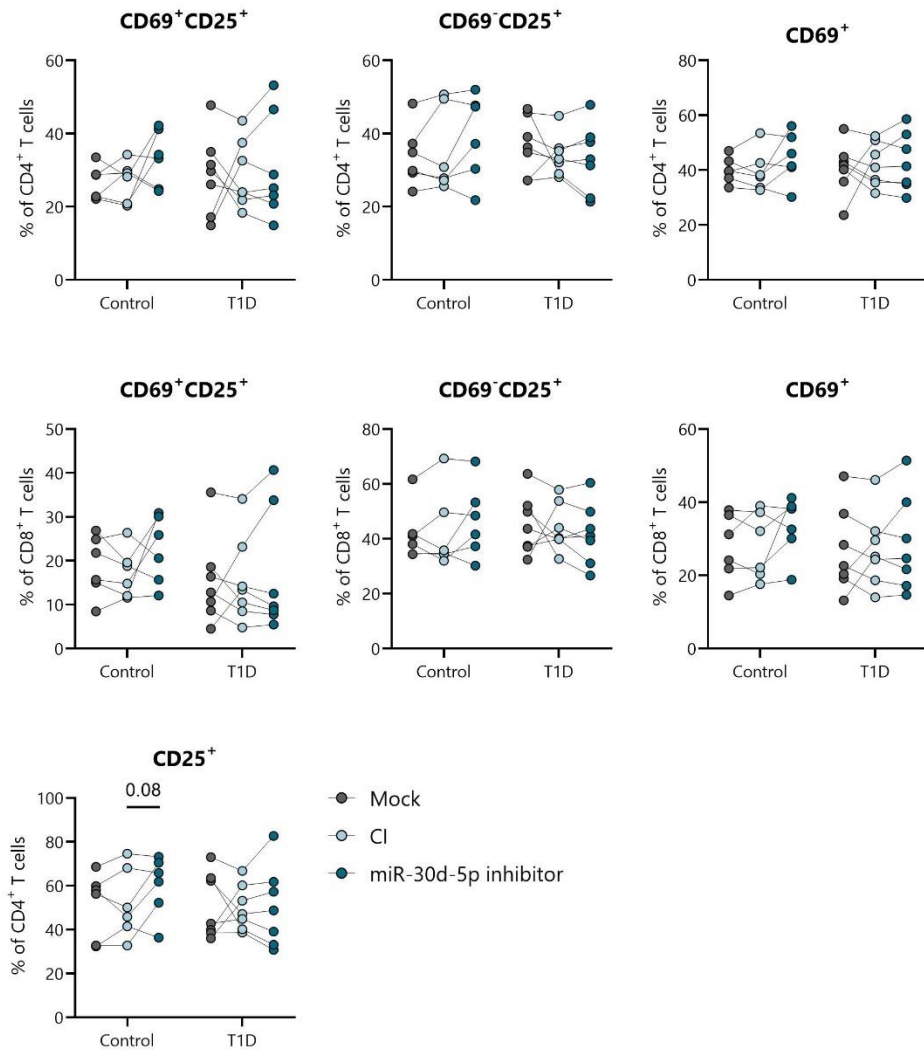 CD69⁺CD25⁺
% of CD4⁺ T cells
60
40
20
0
Control
T1D
CD69⁻CD25⁺
% of CD4⁺ T cells
60
40
20
0
Control
T1D
CD69⁺
% of CD4⁺ T cells
80
60
40
20
0
Control
T1D
CD69⁺CD25⁺
% of CD8⁺ T cells
50
40
30
20
10
0
Control
T1D
CD69⁻CD25⁺
% of CD8⁺ T cells
80
60
40
20
0
Control
T1D
CD69⁺
% of CD8⁺ T cells
60
40
20
0
Control
T1D
CD25⁺
0.08
% of CD4⁺ T cells
100
80
60
40
20
0
Control
T1D
Mock
CI
miR-30d-5p inhibitor